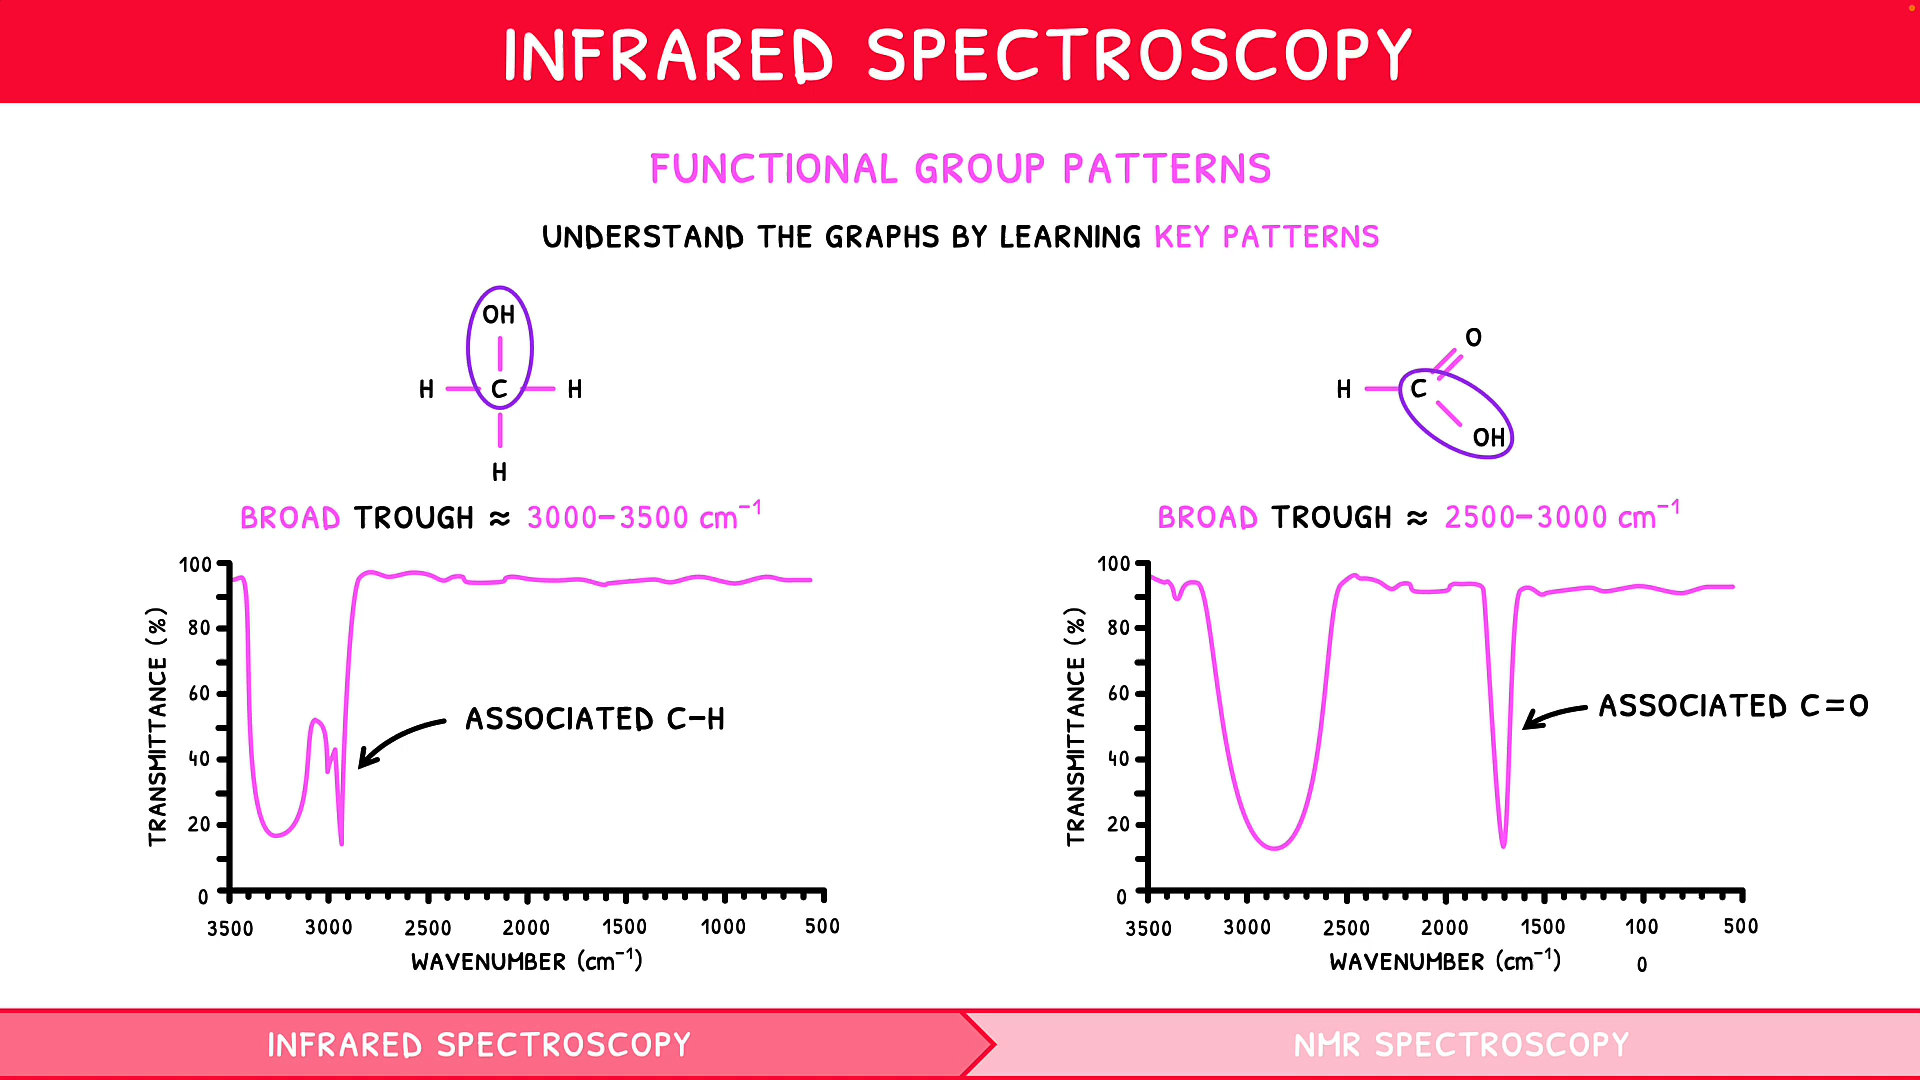 INFRARED SPECTROSCOPY
FUNCTIONAL GROUP PATTERNS
UNDERSTAND THE GRAPHS BY LEARNING KEY PATTERNS
OH
H C H
H
BROAD TROUGH ≈ 3000–3500 cm⁻¹
TRANSMITTANCE (%)
100
80
60
40
20
0
ASSOCIATED C–H
3500 3000 2500 2000 1500 1000 500
WAVENUMBER (cm⁻¹)
O
H C
OH
BROAD TROUGH ≈ 2500–3000 cm⁻¹
TRANSMITTANCE (%)
100
80
60
40
20
0
ASSOCIATED C=O
3500 3000 2500 2000 1500 100 500
0
WAVENUMBER (cm⁻¹)
INFRARED SPECTROSCOPY
NMR SPECTROSCOPY